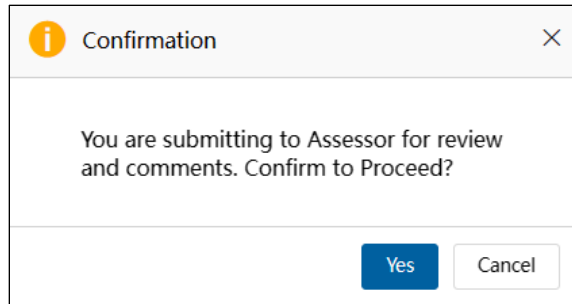 Confirmation
You are submitting to Assessor for review
and comments. Confirm to Proceed?
Yes
Cancel